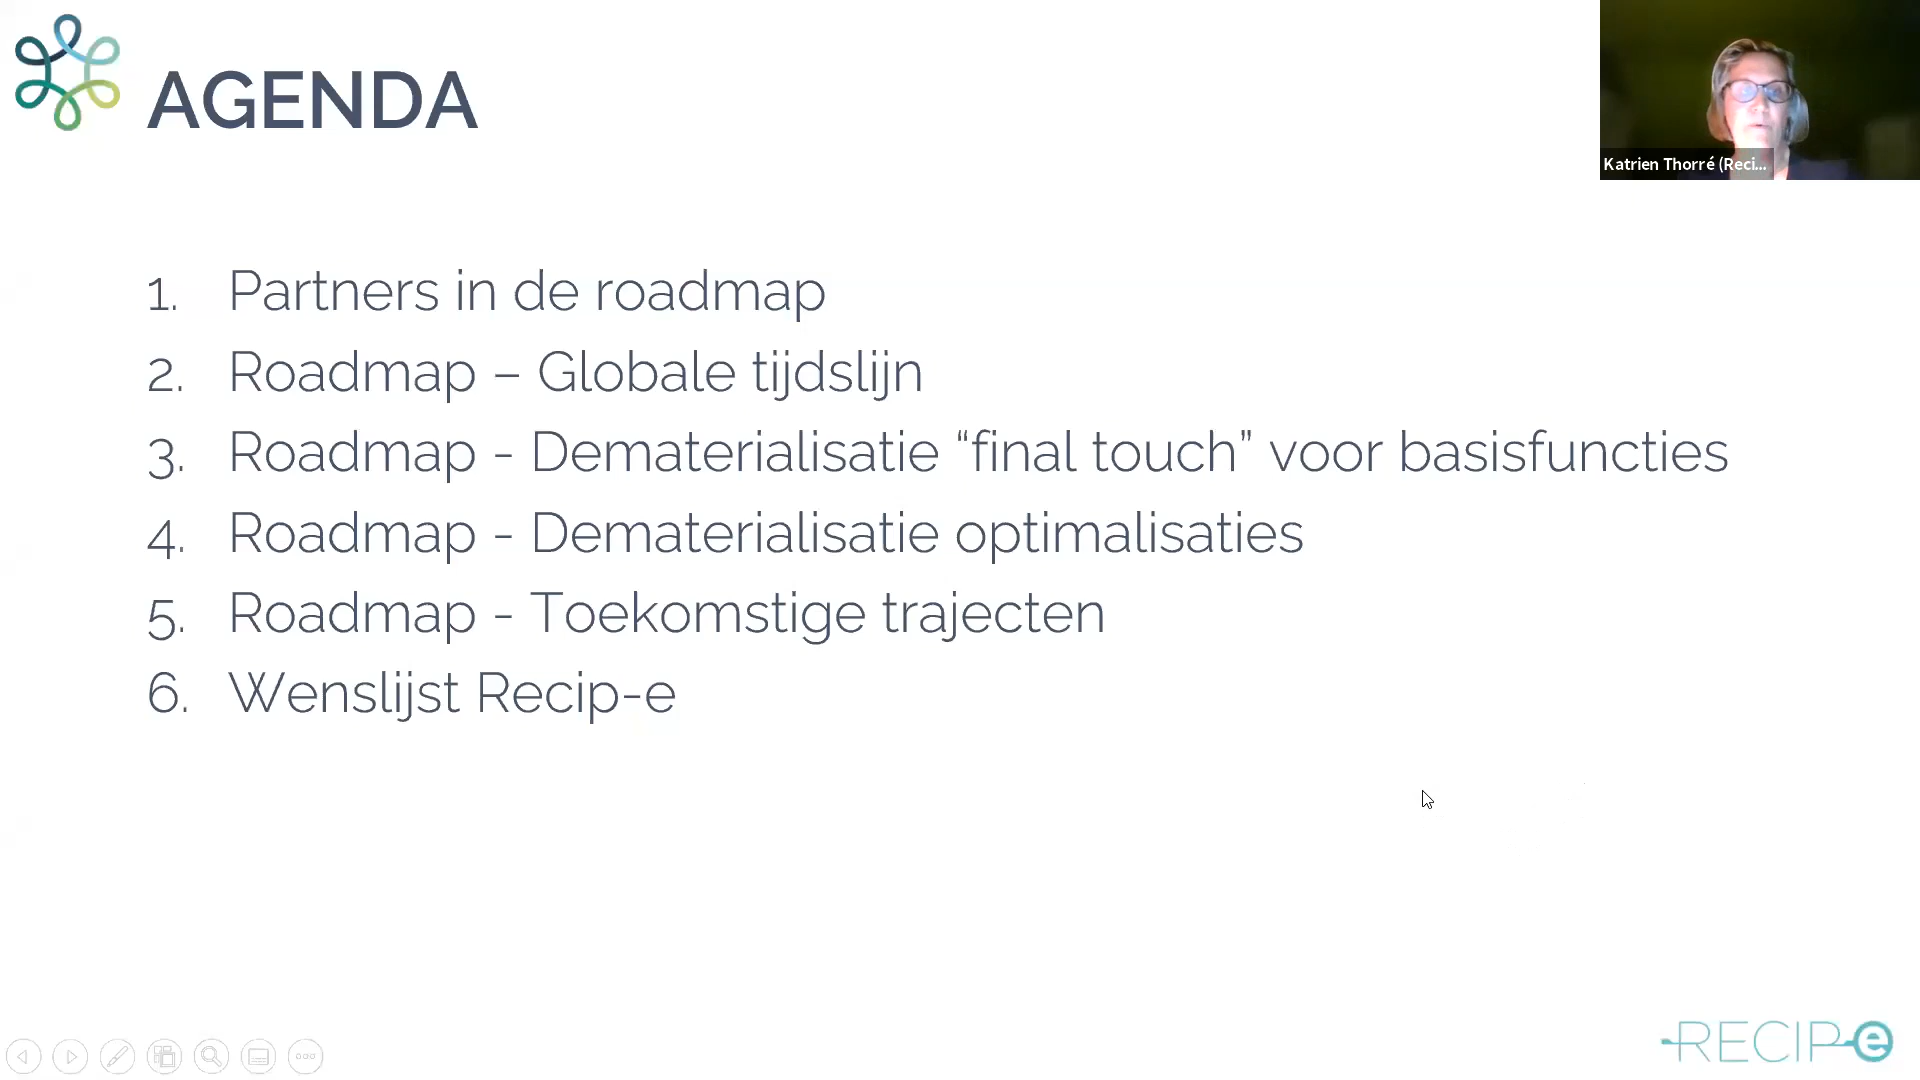 AGENDA
Katrien Thorré (Reci...
1. Partners in de roadmap
2. Roadmap – Globale tijdslijn
3. Roadmap - Dematerialisatie “final touch” voor basisfuncties
4. Roadmap - Dematerialisatie optimalisaties
5. Roadmap - Toekomstige trajecten
6. Wenslijst Recip-e
RECIP-e